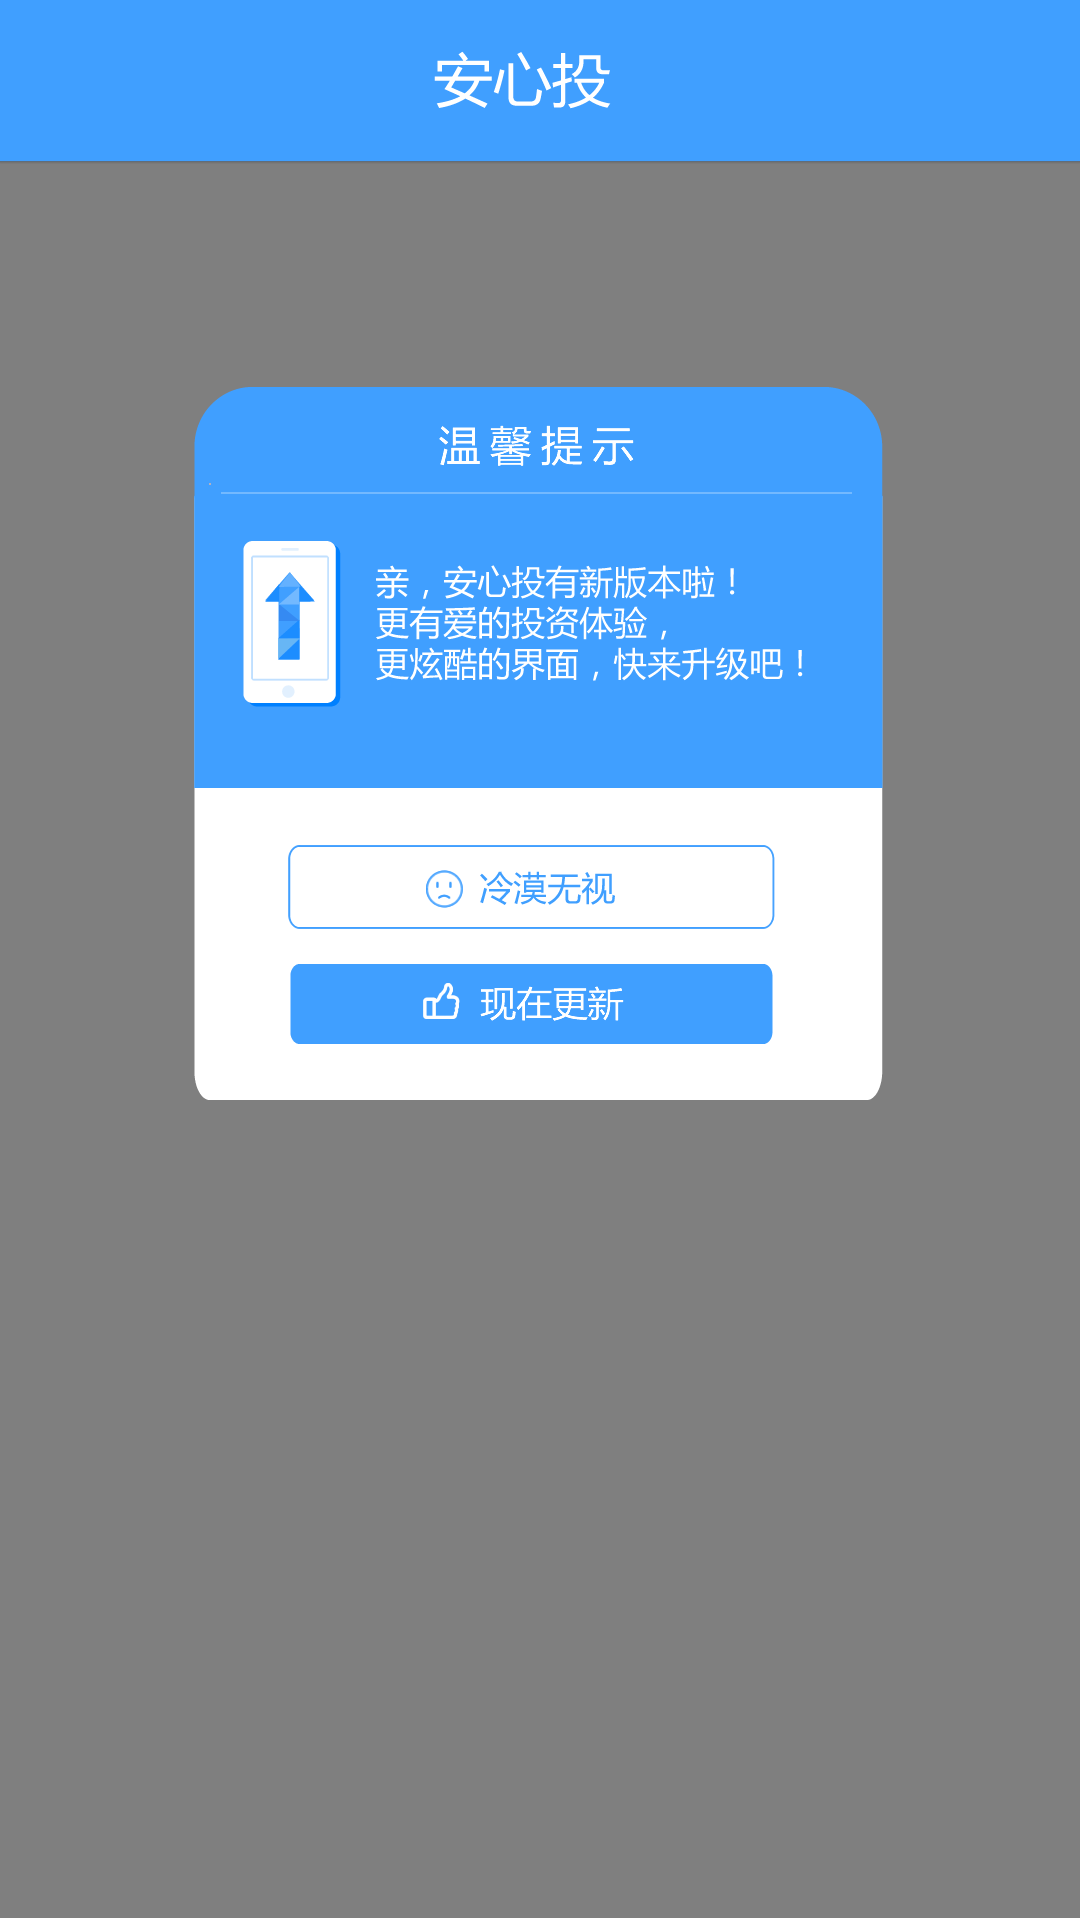 安心投
温馨提示
亲，安心投有新版本啦！
更有爱的投资体验，
更炫酷的界面，快来升级吧！
冷漠无视
现在更新